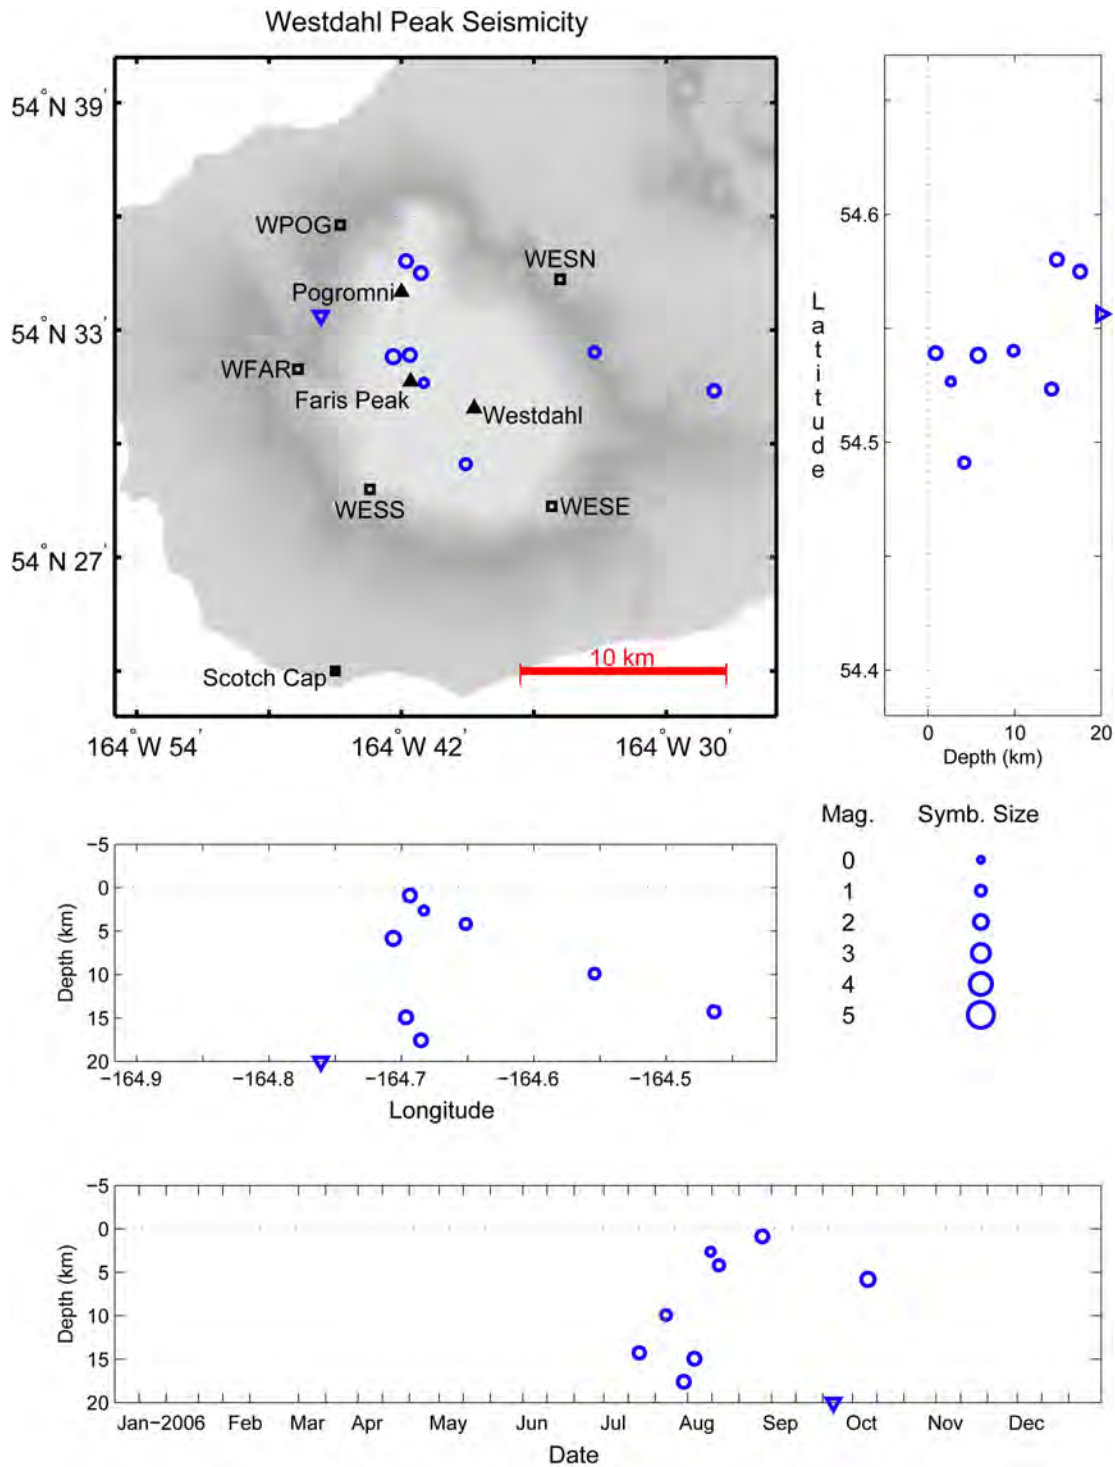 Westdahl Peak Seismicity
54°N 39'
54°N 33'
54°N 27'
WPOG
WESN
Pogromni
WFAR
Faris Peak
Westdahl
WESS
WESE
Scotch Cap
10 km
164°W 54'
164°W 42'
164°W 30'
Latitude
54.6
54.5
54.4
0
10
20
Depth (km)
Mag.
Symb. Size
0
1
2
3
4
5
−5
0
5
10
15
20
Depth (km)
−164.9
−164.8
−164.7
−164.6
−164.5
Longitude
−5
0
5
10
15
20
Depth (km)
Jan−2006
Feb
Mar
Apr
May
Jun
Jul
Aug
Sep
Oct
Nov
Dec
Date